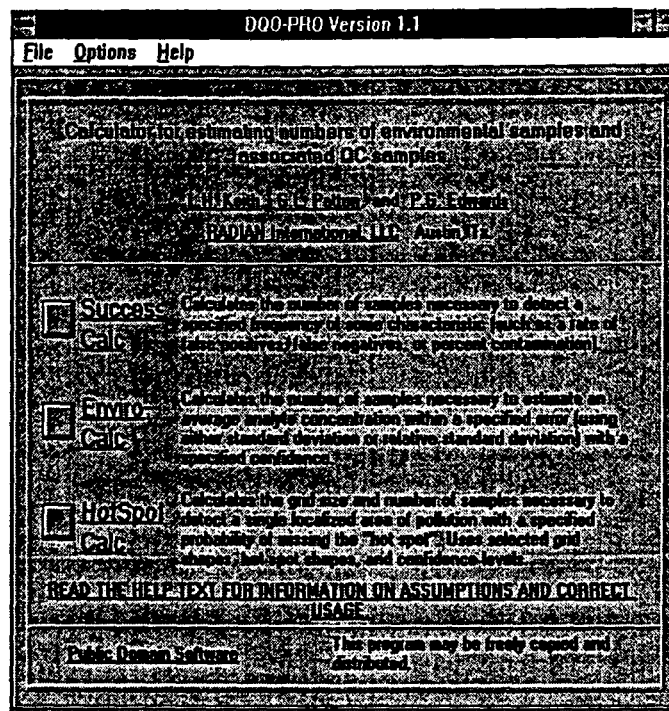 DQO-PRO Version 1.1
File Options Help
Calculator for estimating numbers of environmental samples and
associated QC samples
L.H. Keith, G.L. Patton and P.G. Edwards
RADIAN International, LLC Austin, Tx.
Success-
Calc
Calculates the number of samples necessary to detect a
specified frequency of some characteristic (such as a rate of
false positives, false negatives, percent contamination)
Enviro-
Calc
Calculates the number of samples necessary to estimate an
average analyte concentration within a specified error (using
either standard deviation or relative standard deviation) with a
specified confidence.
HotSpot
Calc
Calculates the grid size and number of samples necessary to
detect a single localized area of pollution with a specified
probability of missing the "hot spot". Uses selected grid
shapes, hot spot shapes, and confidence levels.
READ THE HELP TEXT FOR INFORMATION ON ASSUMPTIONS AND CORRECT
USAGE
Public Domain Software
This program may be freely copied and
distributed.